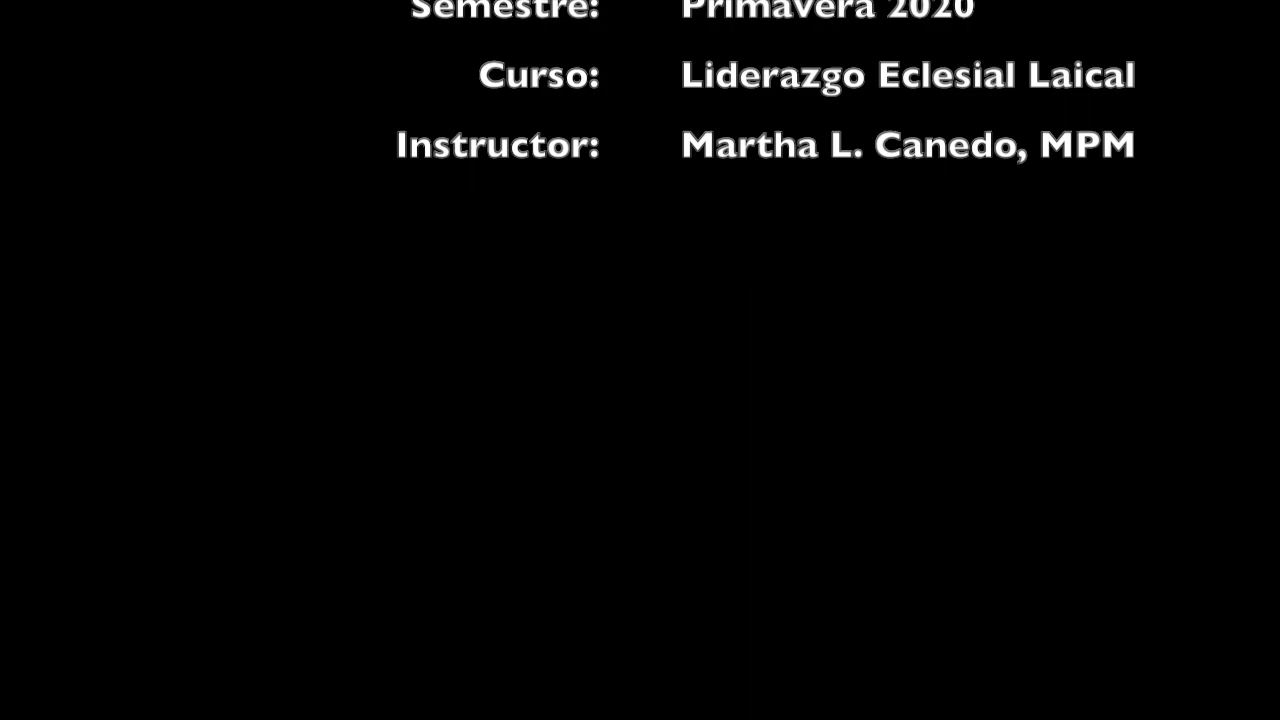 Semestre: Primavera 2020
Curso: Liderazgo Eclesial Laical
Instructor: Martha L. Canedo, MPM